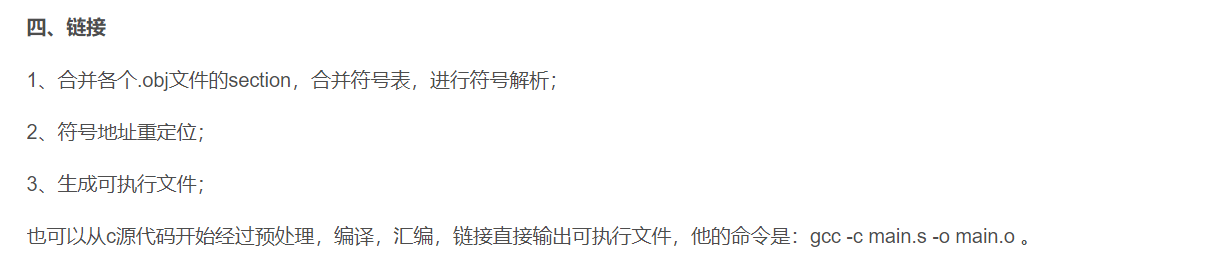 四、链接
1、合并各个.obj文件的section，合并符号表，进行符号解析；
2、符号地址重定位；
3、生成可执行文件；
也可以从c源代码开始经过预处理，编译，汇编，链接直接输出可执行文件，他的命令是：gcc -c main.s -o main.o 。